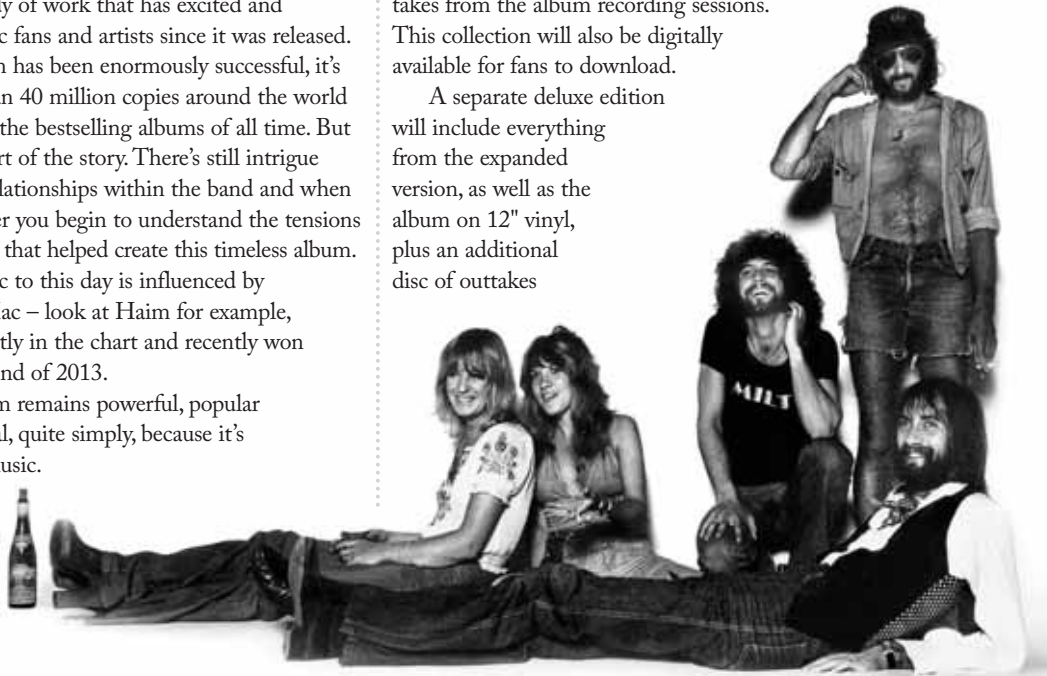 dy of work that has excited and
c fans and artists since it was released.
n has been enormously successful, it's
an 40 million copies around the world
the bestselling albums of all time. But
rt of the story. There's still intrigue
lationships within the band and when
er you begin to understand the tensions
that helped create this timeless album.
c to this day is influenced by
ac – look at Haim for example,
tly in the chart and recently won
nd of 2013.
m remains powerful, popular
l, quite simply, because it's
usic.
takes from the album recording sessions.
This collection will also be digitally
available for fans to download.
A separate deluxe edition
will include everything
from the expanded
version, as well as the
album on 12" vinyl,
plus an additional
disc of outtakes
MILT